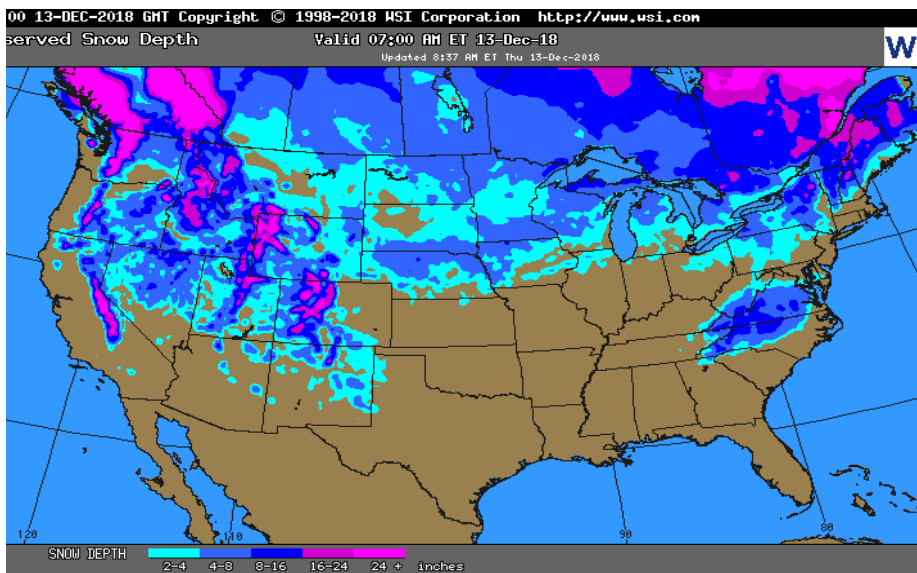 00 13-DEC-2018 GMT Copyright © 1998-2018 WSI Corporation http://www.wsi.com
served Snow Depth Valid 07:00 AM ET 13-Dec-18
W
Updated 8:37 AM ET Thu 13-Dec-2018
120 110 90 80
SNOW DEPTH
2-4 4-8 8-16 16-24 24 + inches